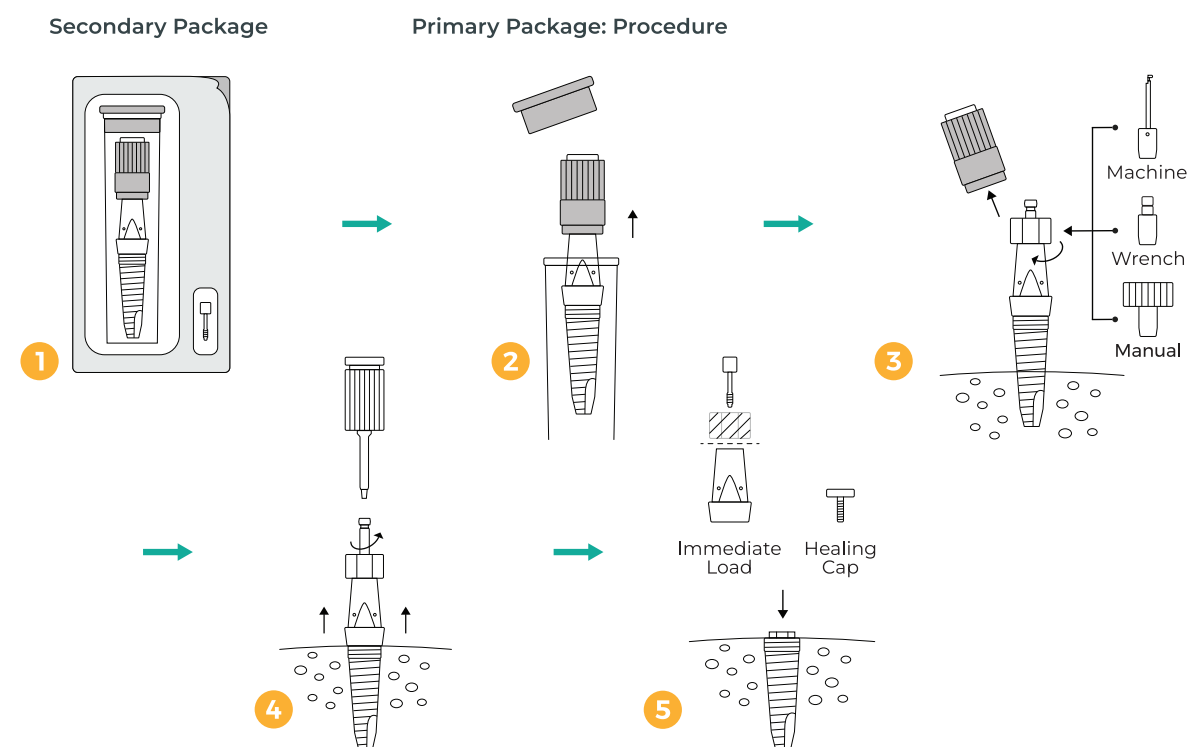 Secondary Package
Primary Package: Procedure
1
2
3
Machine
Wrench
Manual
4
Immediate
Load
Healing
Cap
5